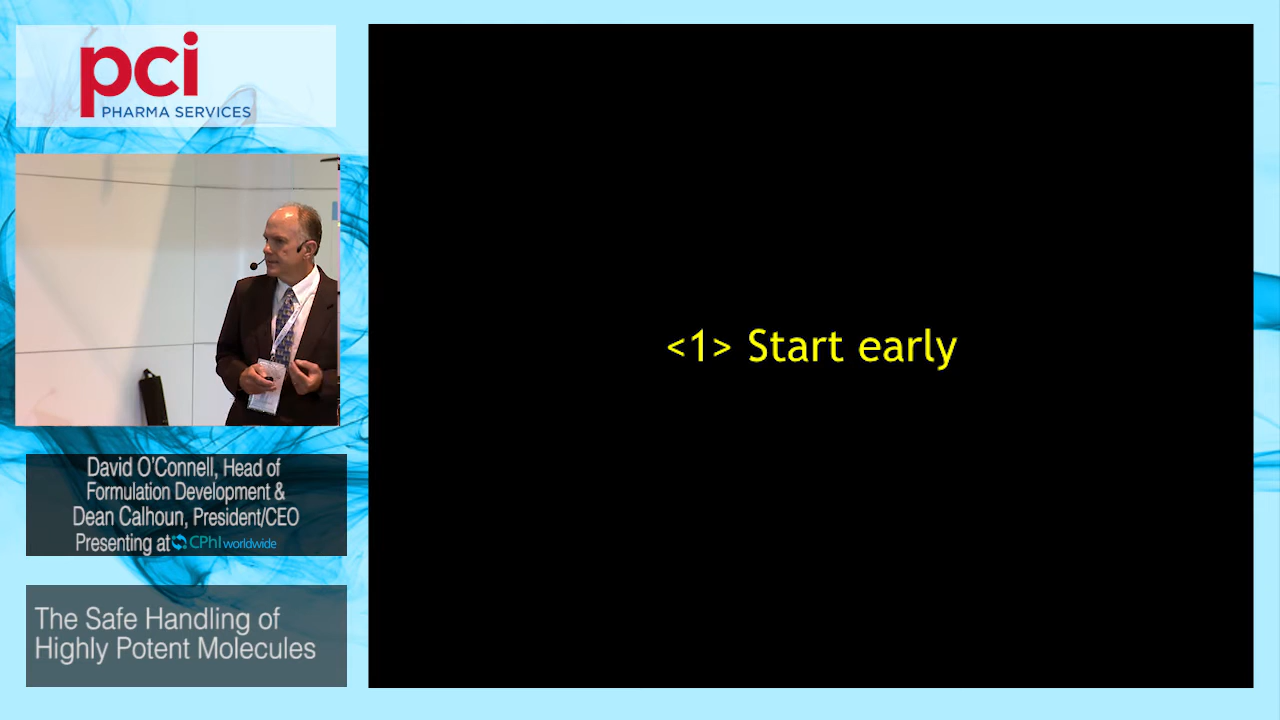 pci
PHARMA SERVICES
David O'Connell, Head of
Formulation Development &
Dean Calhoun, President/CEO
Presenting at CPhI worldwide
The Safe Handling of
Highly Potent Molecules
<1> Start early